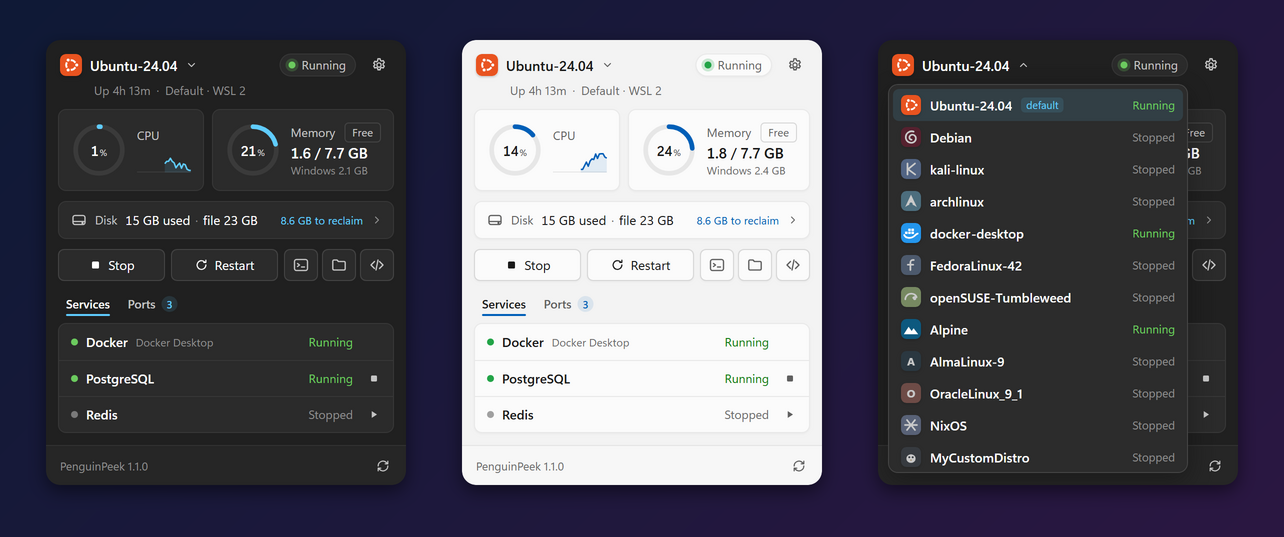 Ubuntu-24.04 Running
Up 4h 13m · Default · WSL 2
1% CPU
21% Memory Free
1.6 / 7.7 GB
Windows 2.1 GB
Disk 15 GB used · file 23 GB 8.6 GB to reclaim
Stop Restart
Services Ports 3
Docker Docker Desktop Running
PostgreSQL Running
Redis Stopped
PenguinPeek 1.1.0
Ubuntu-24.04 Running
Up 4h 13m · Default · WSL 2
14% CPU
24% Memory Free
1.8 / 7.7 GB
Windows 2.4 GB
Disk 15 GB used · file 23 GB 8.6 GB to reclaim
Stop Restart
Services Ports 3
Docker Docker Desktop Running
PostgreSQL Running
Redis Stopped
PenguinPeek 1.1.0
Ubuntu-24.04 Running
Ubuntu-24.04 default Running
Debian Stopped
kali-linux Stopped
archlinux Stopped
docker-desktop Running
FedoraLinux-42 Stopped
openSUSE-Tumbleweed Stopped
Alpine Running
A AlmaLinux-9 Stopped
O OracleLinux_9_1 Stopped
NixOS Stopped
MyCustomDistro Stopped